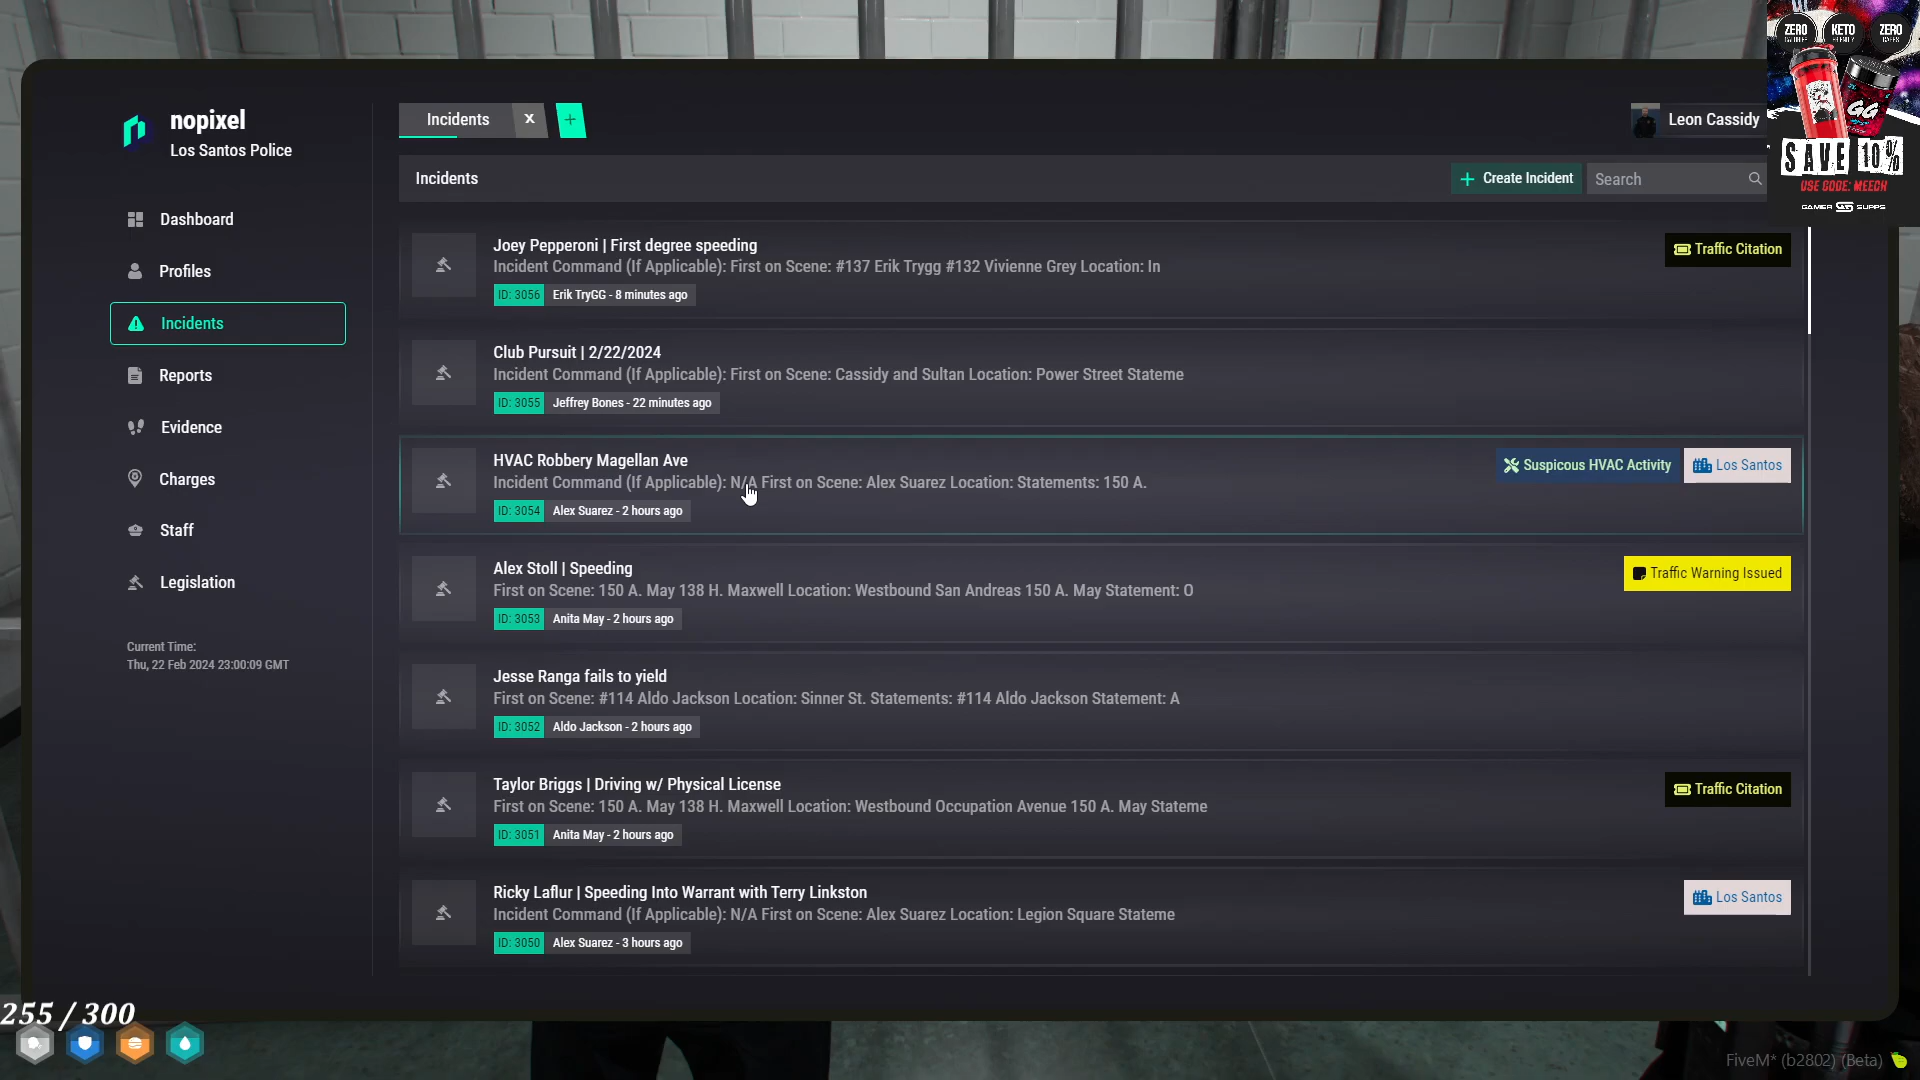 nopixel
Los Santos Police
Incidents
x
+
Leon Cassidy
Incidents
+ Create Incident
Search
Dashboard
Profiles
Incidents
Reports
Evidence
Charges
Staff
Legislation
Current Time:
Thu, 22 Feb 2024 23:00:09 GMT
Joey Pepperoni | First degree speeding
Incident Command (If Applicable): First on Scene: #137 Erik Trygg #132 Vivienne Grey Location: In
ID: 3056 Erik TryGG - 8 minutes ago
Traffic Citation
Club Pursuit | 2/22/2024
Incident Command (If Applicable): First on Scene: Cassidy and Sultan Location: Power Street Stateme
ID: 3055 Jeffrey Bones - 22 minutes ago
HVAC Robbery Magellan Ave
Incident Command (If Applicable): N/A First on Scene: Alex Suarez Location: Statements: 150 A.
ID: 3054 Alex Suarez - 2 hours ago
Suspicous HVAC Activity
Los Santos
Alex Stoll | Speeding
First on Scene: 150 A. May 138 H. Maxwell Location: Westbound San Andreas 150 A. May Statement: O
ID: 3053 Anita May - 2 hours ago
Traffic Warning Issued
Jesse Ranga fails to yield
First on Scene: #114 Aldo Jackson Location: Sinner St. Statements: #114 Aldo Jackson Statement: A
ID: 3052 Aldo Jackson - 2 hours ago
Taylor Briggs | Driving w/ Physical License
First on Scene: 150 A. May 138 H. Maxwell Location: Westbound Occupation Avenue 150 A. May Stateme
ID: 3051 Anita May - 2 hours ago
Traffic Citation
Ricky Laflur | Speeding Into Warrant with Terry Linkston
Incident Command (If Applicable): N/A First on Scene: Alex Suarez Location: Legion Square Stateme
ID: 3050 Alex Suarez - 3 hours ago
Los Santos
ZERO
KETO
ZERO
GG
SAVE 10%
USE CODE: MEECH
GAMER SUPPS
255 / 300
FiveM* (b2802) (Beta)